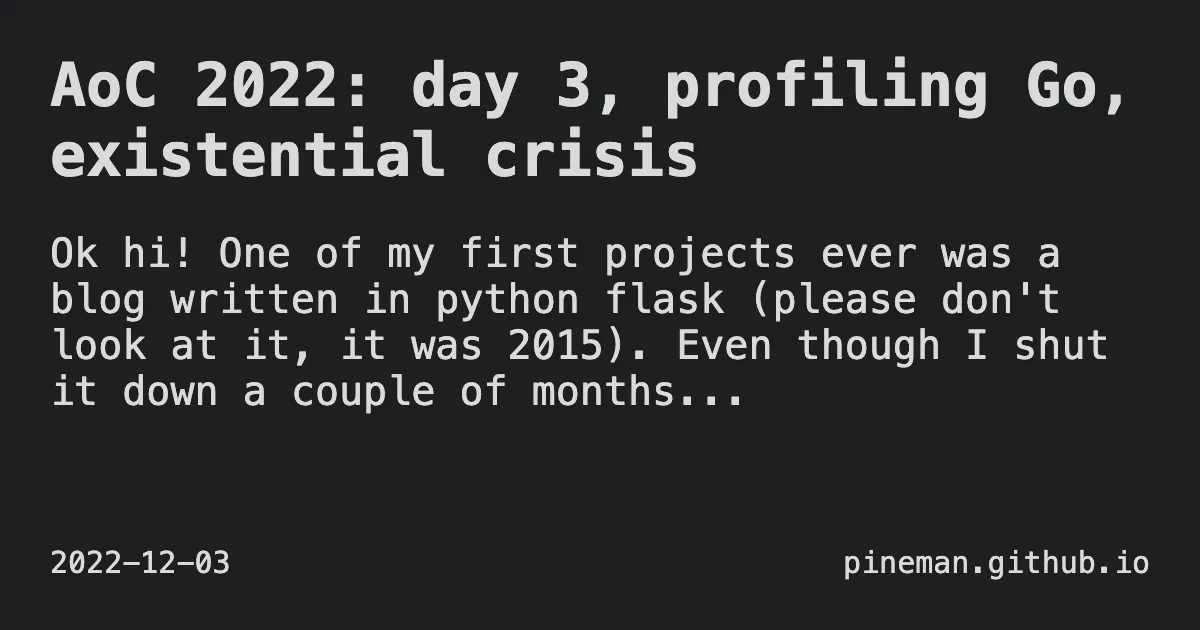 AoC 2022: day 3, profiling Go,
existential crisis
Ok hi! One of my first projects ever was a
blog written in python flask (please don't
look at it, it was 2015). Even though I shut
it down a couple of months...
2022-12-03
pineman.github.io